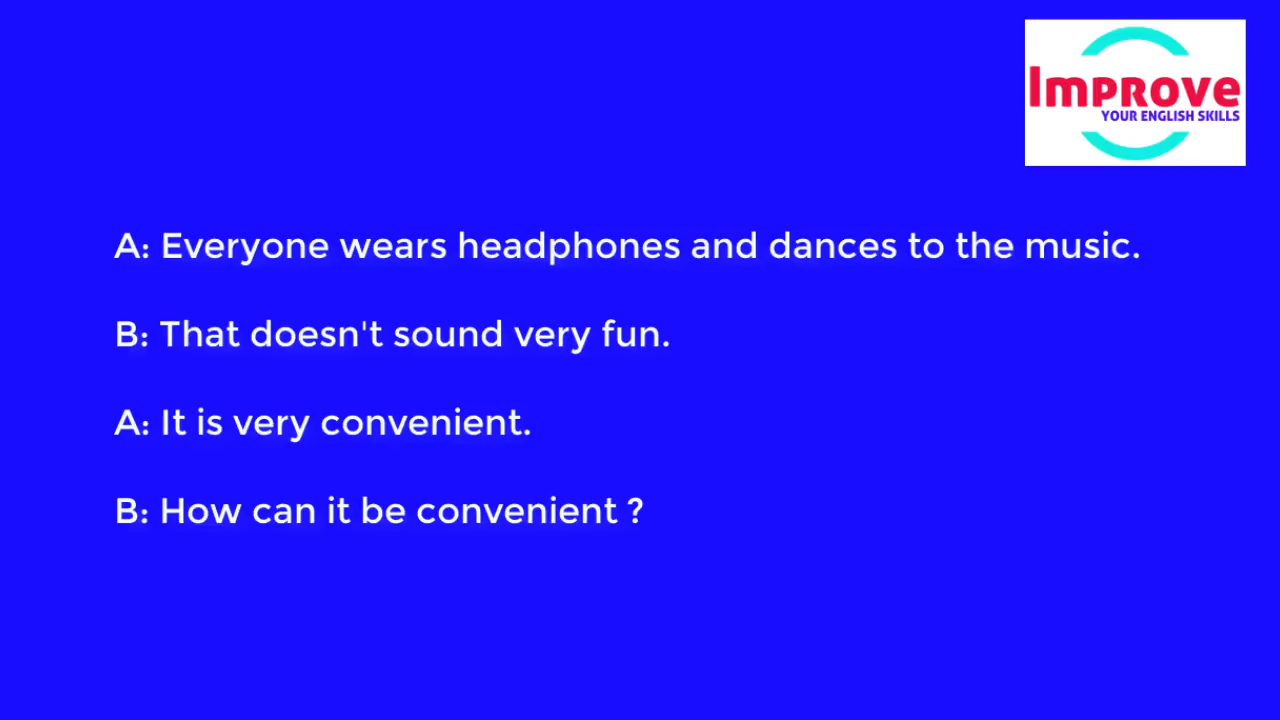 Improve
YOUR ENGLISH SKILLS
A: Everyone wears headphones and dances to the music.
B: That doesn't sound very fun.
A: It is very convenient.
B: How can it be convenient ?